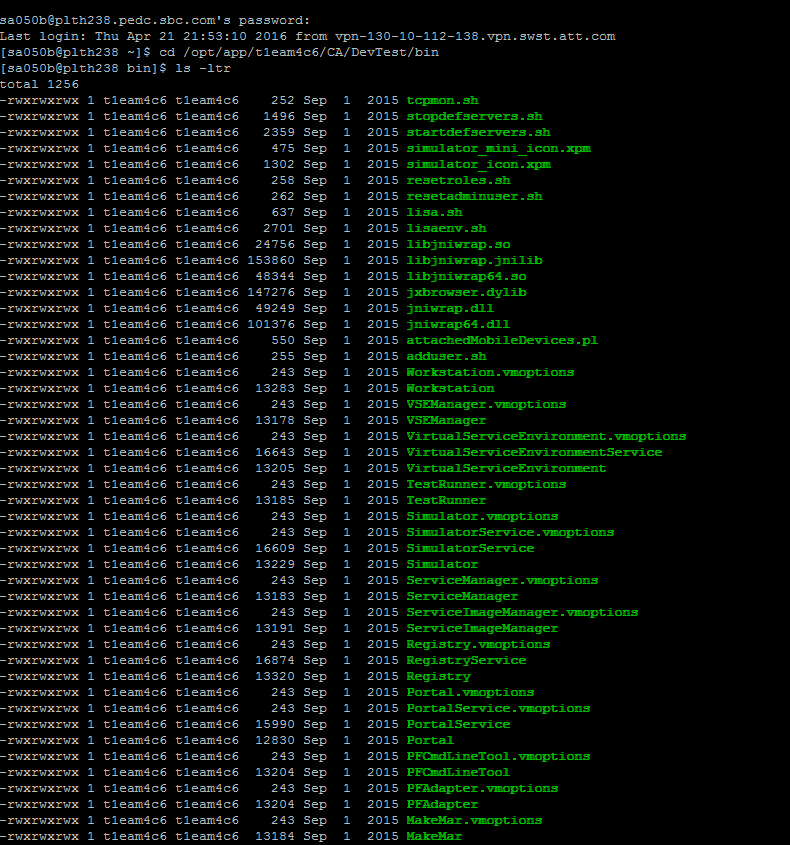 sa050b@plth238.pedc.sbc.com's password:
Last login: Thu Apr 21 21:53:10 2016 from vpn-130-10-112-138.vpn.swst.att.com
[sa050b@plth238 ~]$ cd /opt/app/t1eam4c6/CA/DevTest/bin
[sa050b@plth238 bin]$ ls -ltr
total 1256
-rwxrwxrwx 1 t1eam4c6 t1eam4c6    252 Sep  1  2015 tcpmon.sh
-rwxrwxrwx 1 t1eam4c6 t1eam4c6   1496 Sep  1  2015 stopdefservers.sh
-rwxrwxrwx 1 t1eam4c6 t1eam4c6   2359 Sep  1  2015 startdefservers.sh
-rwxrwxrwx 1 t1eam4c6 t1eam4c6    475 Sep  1  2015 simulator_mini_icon.xpm
-rwxrwxrwx 1 t1eam4c6 t1eam4c6   1302 Sep  1  2015 simulator_icon.xpm
-rwxrwxrwx 1 t1eam4c6 t1eam4c6    258 Sep  1  2015 resetroles.sh
-rwxrwxrwx 1 t1eam4c6 t1eam4c6    262 Sep  1  2015 resetadminuser.sh
-rwxrwxrwx 1 t1eam4c6 t1eam4c6    637 Sep  1  2015 lisa.sh
-rwxrwxrwx 1 t1eam4c6 t1eam4c6   2701 Sep  1  2015 lisaenv.sh
-rwxrwxrwx 1 t1eam4c6 t1eam4c6  24756 Sep  1  2015 libjniwrap.so
-rwxrwxrwx 1 t1eam4c6 t1eam4c6 153860 Sep  1  2015 libjniwrap.jnilib
-rwxrwxrwx 1 t1eam4c6 t1eam4c6  48344 Sep  1  2015 libjniwrap64.so
-rwxrwxrwx 1 t1eam4c6 t1eam4c6 147276 Sep  1  2015 jxbrowser.dylib
-rwxrwxrwx 1 t1eam4c6 t1eam4c6  49249 Sep  1  2015 jniwrap.dll
-rwxrwxrwx 1 t1eam4c6 t1eam4c6 101376 Sep  1  2015 jniwrap64.dll
-rwxrwxrwx 1 t1eam4c6 t1eam4c6    550 Sep  1  2015 attachedMobileDevices.pl
-rwxrwxrwx 1 t1eam4c6 t1eam4c6    255 Sep  1  2015 adduser.sh
-rwxrwxrwx 1 t1eam4c6 t1eam4c6    243 Sep  1  2015 Workstation.vmoptions
-rwxrwxrwx 1 t1eam4c6 t1eam4c6  13283 Sep  1  2015 Workstation
-rwxrwxrwx 1 t1eam4c6 t1eam4c6    243 Sep  1  2015 VSEManager.vmoptions
-rwxrwxrwx 1 t1eam4c6 t1eam4c6  13178 Sep  1  2015 VSEManager
-rwxrwxrwx 1 t1eam4c6 t1eam4c6    243 Sep  1  2015 VirtualServiceEnvironment.vmoptions
-rwxrwxrwx 1 t1eam4c6 t1eam4c6  16643 Sep  1  2015 VirtualServiceEnvironmentService
-rwxrwxrwx 1 t1eam4c6 t1eam4c6  13205 Sep  1  2015 VirtualServiceEnvironment
-rwxrwxrwx 1 t1eam4c6 t1eam4c6    243 Sep  1  2015 TestRunner.vmoptions
-rwxrwxrwx 1 t1eam4c6 t1eam4c6  13185 Sep  1  2015 TestRunner
-rwxrwxrwx 1 t1eam4c6 t1eam4c6    243 Sep  1  2015 Simulator.vmoptions
-rwxrwxrwx 1 t1eam4c6 t1eam4c6    243 Sep  1  2015 SimulatorService.vmoptions
-rwxrwxrwx 1 t1eam4c6 t1eam4c6  16609 Sep  1  2015 SimulatorService
-rwxrwxrwx 1 t1eam4c6 t1eam4c6  13229 Sep  1  2015 Simulator
-rwxrwxrwx 1 t1eam4c6 t1eam4c6    243 Sep  1  2015 ServiceManager.vmoptions
-rwxrwxrwx 1 t1eam4c6 t1eam4c6  13183 Sep  1  2015 ServiceManager
-rwxrwxrwx 1 t1eam4c6 t1eam4c6    243 Sep  1  2015 ServiceImageManager.vmoptions
-rwxrwxrwx 1 t1eam4c6 t1eam4c6  13191 Sep  1  2015 ServiceImageManager
-rwxrwxrwx 1 t1eam4c6 t1eam4c6    243 Sep  1  2015 Registry.vmoptions
-rwxrwxrwx 1 t1eam4c6 t1eam4c6  16874 Sep  1  2015 RegistryService
-rwxrwxrwx 1 t1eam4c6 t1eam4c6  13320 Sep  1  2015 Registry
-rwxrwxrwx 1 t1eam4c6 t1eam4c6    243 Sep  1  2015 Portal.vmoptions
-rwxrwxrwx 1 t1eam4c6 t1eam4c6    243 Sep  1  2015 PortalService.vmoptions
-rwxrwxrwx 1 t1eam4c6 t1eam4c6  15990 Sep  1  2015 PortalService
-rwxrwxrwx 1 t1eam4c6 t1eam4c6  12830 Sep  1  2015 Portal
-rwxrwxrwx 1 t1eam4c6 t1eam4c6    243 Sep  1  2015 PFCmdLineTool.vmoptions
-rwxrwxrwx 1 t1eam4c6 t1eam4c6  13204 Sep  1  2015 PFCmdLineTool
-rwxrwxrwx 1 t1eam4c6 t1eam4c6    243 Sep  1  2015 PFAdapter.vmoptions
-rwxrwxrwx 1 t1eam4c6 t1eam4c6  13204 Sep  1  2015 PFAdapter
-rwxrwxrwx 1 t1eam4c6 t1eam4c6    243 Sep  1  2015 MakeMar.vmoptions
-rwxrwxrwx 1 t1eam4c6 t1eam4c6  13184 Sep  1  2015 MakeMar